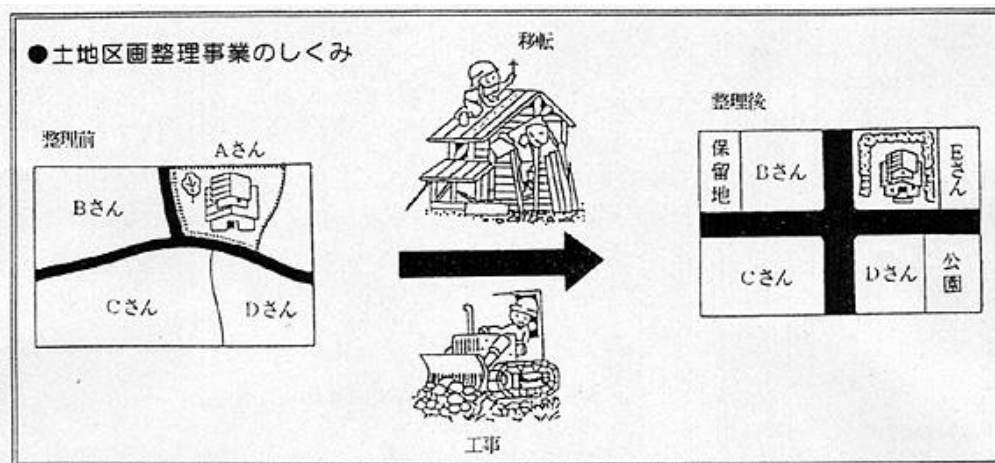 ●土地区画整理事業のしくみ
整理前
Aさん
Bさん
Cさん
Dさん
移転
工事
整理後
保留地
Bさん
Eさん
Cさん
Dさん
公園